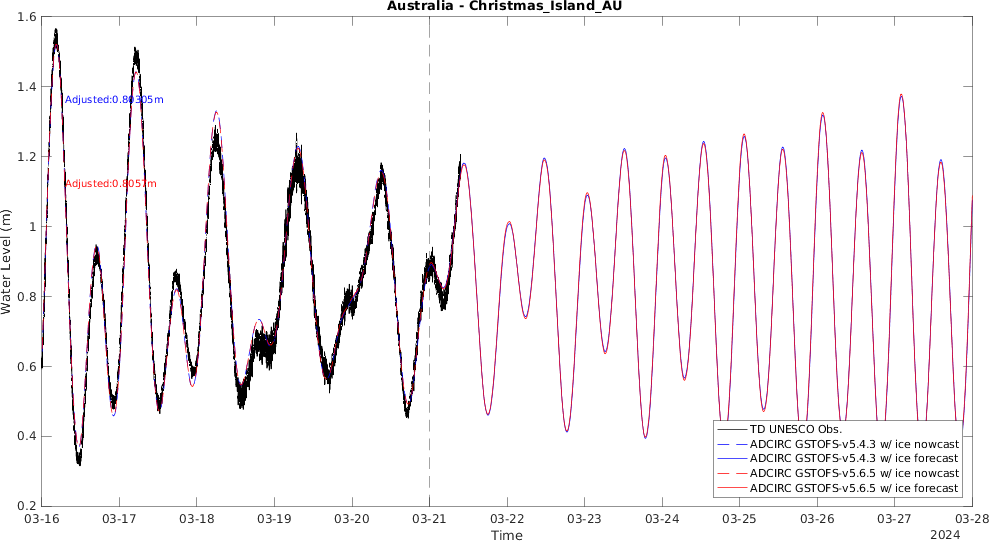 Australia - Christmas_Island_AU
1.6
1.4
1.2
1
0.8
0.6
0.4
0.2
Water Level (m)
Adjusted:0.80305m
Adjusted:0.8057m
TD UNESCO Obs.
ADCIRC GSTOFS-v5.4.3 w/ ice nowcast
ADCIRC GSTOFS-v5.4.3 w/ ice forecast
ADCIRC GSTOFS-v5.6.5 w/ ice nowcast
ADCIRC GSTOFS-v5.6.5 w/ ice forecast
03-16 03-17 03-18 03-19 03-20 03-21 03-22 03-23 03-24 03-25 03-26 03-27 03-28
Time
2024